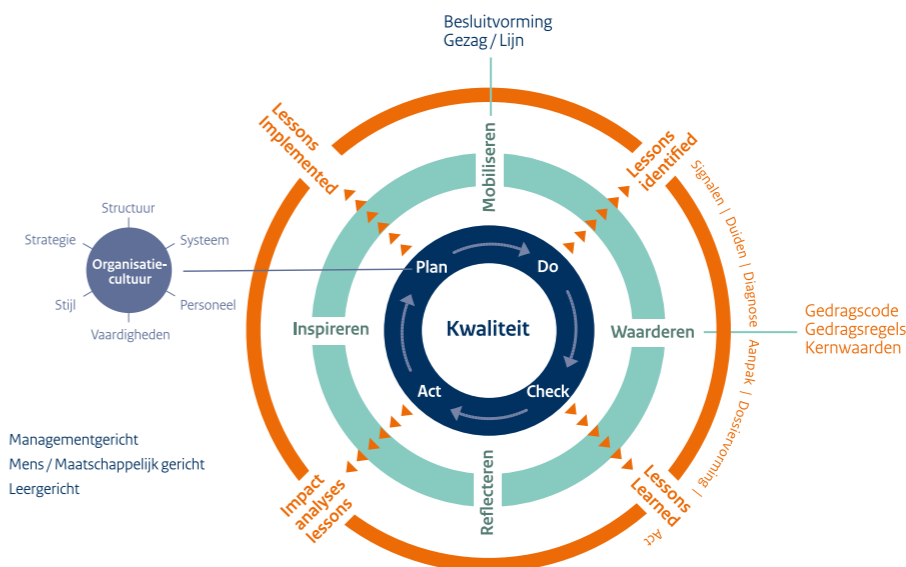 Besluitvorming
Gezag / Lijn
Lessons
Implemented
Mobiliseren
Lessons
identified
Signalen | Duiden | Diagnose Aanpak | Dossiervorming |
Act
Structuur
Strategie
Systeem
Organisatie-
cultuur
Stijl
Personeel
Vaardigheden
Plan
Do
Inspireren
Kwaliteit
Waarderen
Gedragscode
Gedragsregels
Kernwaarden
Act
Check
Managementgericht
Mens / Maatschappelijk gericht
Leergericht
Impact
analyses
lessons
Reflecteren
Lessons
Learned